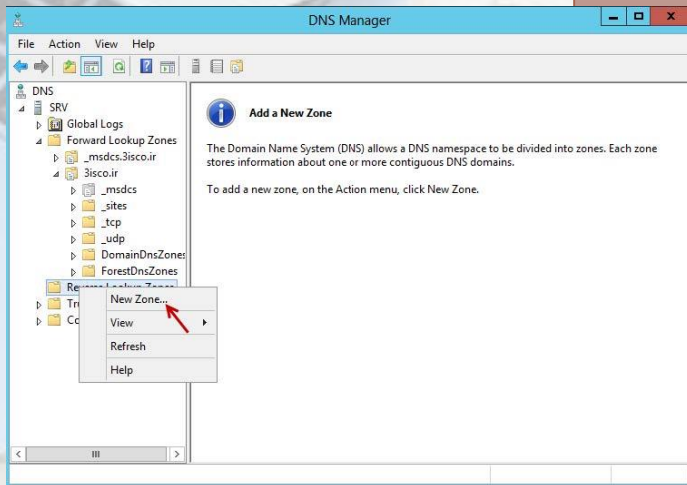 DNS Manager
File Action View Help
DNS
SRV
Global Logs
Forward Lookup Zones
_msdcs.3isco.ir
3isco.ir
_msdcs
_sites
_tcp
_udp
DomainDnsZones
ForestDnsZones
Reverse Lookup Zones
New Zone...
View
Refresh
Help
Add a New Zone
The Domain Name System (DNS) allows a DNS namespace to be divided into zones. Each zone
stores information about one or more contiguous DNS domains.
To add a new zone, on the Action menu, click New Zone.